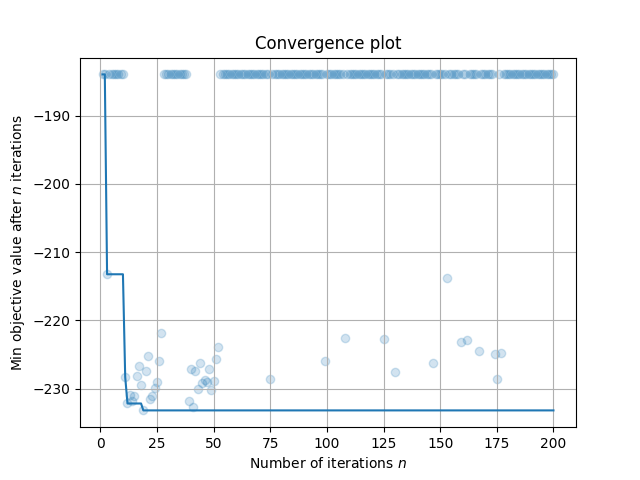 Convergence plot
Min objective value after n iterations
−190
−200
−210
−220
−230
0 25 50 75 100 125 150 175 200
Number of iterations n